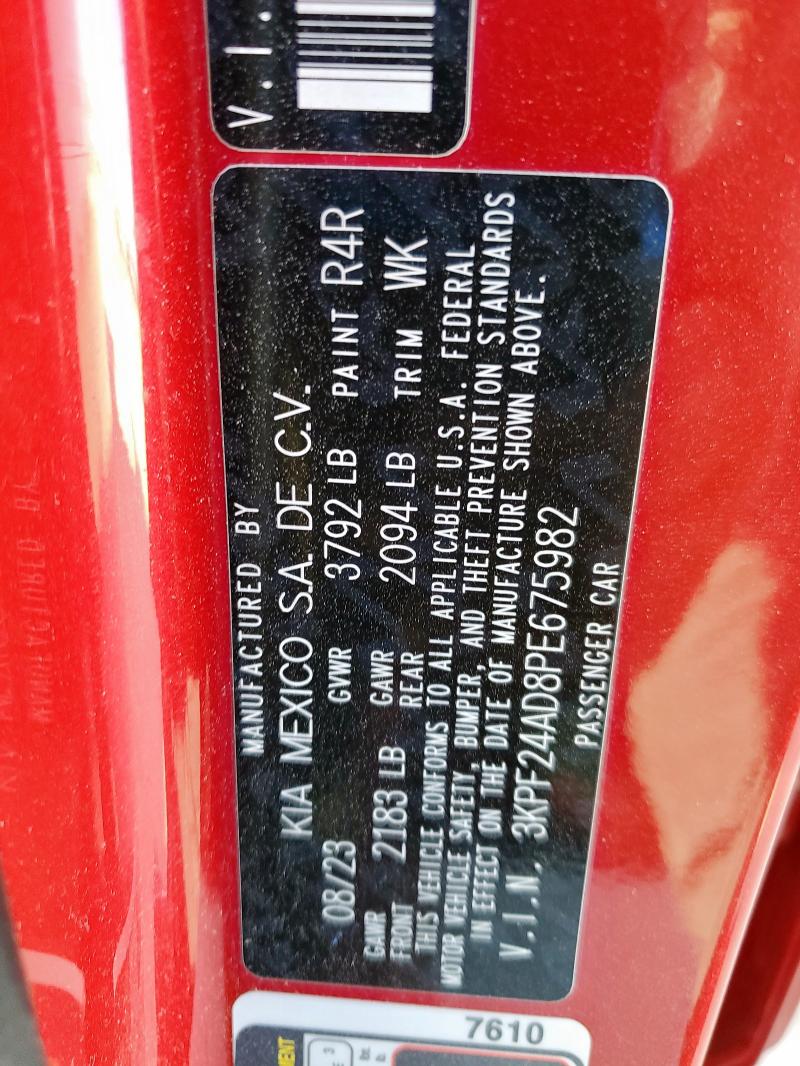 V.I.
MANUFACTURED BY
KIA MEXICO S.A. DE C.V.
08/23 GVWR 3792 LB PAINT R4R
GAWR FRONT 2183 LB GAWR REAR 2094 LB TRIM WK
THIS VEHICLE CONFORMS TO ALL APPLICABLE U.S.A. FEDERAL
MOTOR VEHICLE SAFETY, BUMPER, AND THEFT PREVENTION STANDARDS
IN EFFECT ON THE DATE OF MANUFACTURE SHOWN ABOVE.
V.I.N. 3KPF24AD8PE675982
PASSENGER CAR
7610